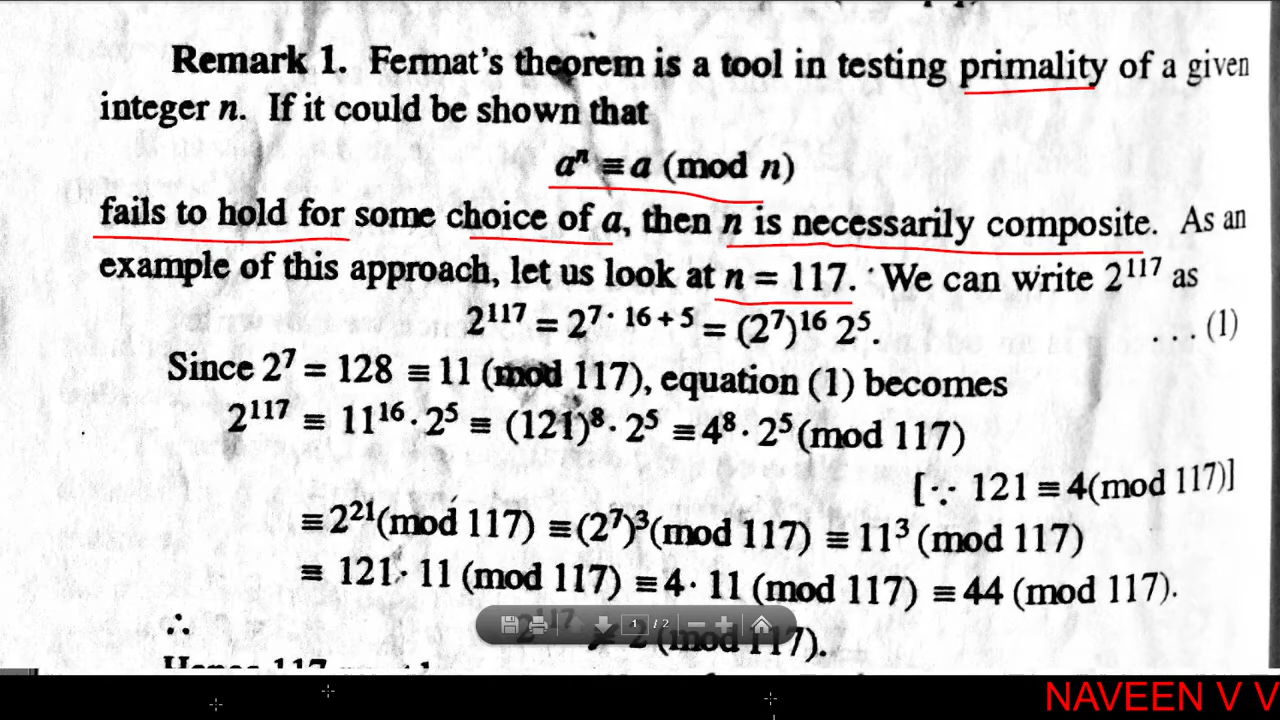 Remark 1. Fermat's theorem is a tool in testing primality of a given
integer n. If it could be shown that
aⁿ ≡ a (mod n)
fails to hold for some choice of a, then n is necessarily composite. As an
example of this approach, let us look at n = 117. We can write 2¹¹⁷ as
2¹¹⁷ = 2⁷·¹⁶⁺⁵ = (2⁷)¹⁶ 2⁵. ...(1)
Since 2⁷ = 128 ≡ 11 (mod 117), equation (1) becomes
2¹¹⁷ ≡ 11¹⁶·2⁵ ≡ (121)⁸·2⁵ ≡ 4⁸·2⁵ (mod 117)
[∵ 121 ≡ 4(mod 117)]
≡ 2²¹(mod 117) ≡ (2⁷)³(mod 117) ≡ 11³ (mod 117)
≡ 121·11 (mod 117) ≡ 4·11 (mod 117) ≡ 44 (mod 117).
∴ 2¹¹⁷ ≢ 2 (mod 117).
1 / 2
117
NAVEEN V V